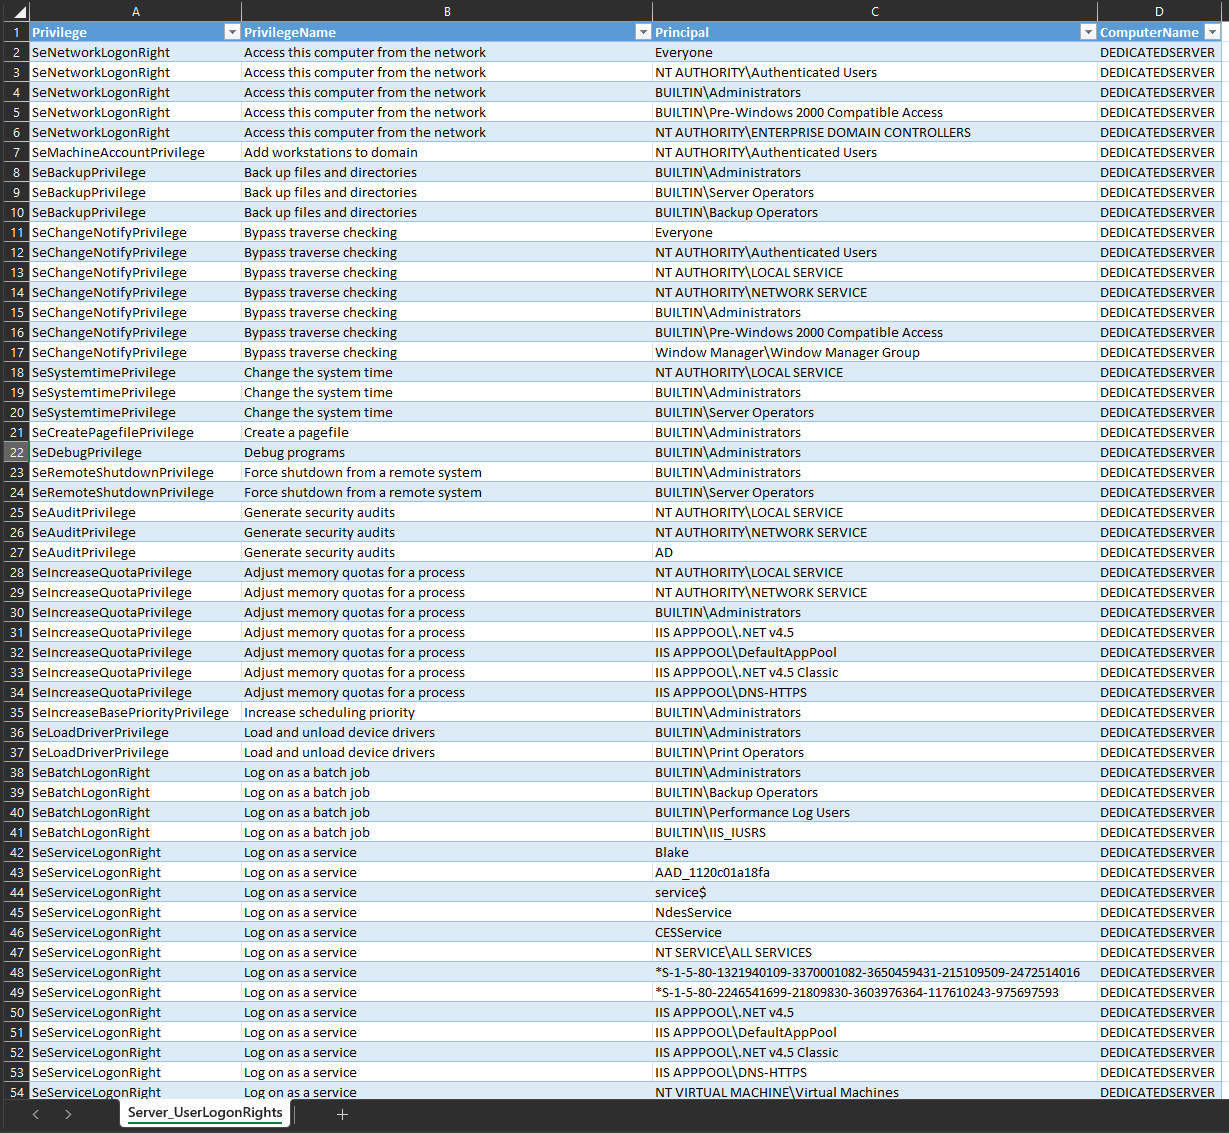 A B C D
1 Privilege PrivilegeName Principal ComputerName
2 SeNetworkLogonRight Access this computer from the network Everyone DEDICATEDSERVER
3 SeNetworkLogonRight Access this computer from the network NT AUTHORITY\Authenticated Users DEDICATEDSERVER
4 SeNetworkLogonRight Access this computer from the network BUILTIN\Administrators DEDICATEDSERVER
5 SeNetworkLogonRight Access this computer from the network BUILTIN\Pre-Windows 2000 Compatible Access DEDICATEDSERVER
6 SeNetworkLogonRight Access this computer from the network NT AUTHORITY\ENTERPRISE DOMAIN CONTROLLERS DEDICATEDSERVER
7 SeMachineAccountPrivilege Add workstations to domain NT AUTHORITY\Authenticated Users DEDICATEDSERVER
8 SeBackupPrivilege Back up files and directories BUILTIN\Administrators DEDICATEDSERVER
9 SeBackupPrivilege Back up files and directories BUILTIN\Server Operators DEDICATEDSERVER
10 SeBackupPrivilege Back up files and directories BUILTIN\Backup Operators DEDICATEDSERVER
11 SeChangeNotifyPrivilege Bypass traverse checking Everyone DEDICATEDSERVER
12 SeChangeNotifyPrivilege Bypass traverse checking NT AUTHORITY\Authenticated Users DEDICATEDSERVER
13 SeChangeNotifyPrivilege Bypass traverse checking NT AUTHORITY\LOCAL SERVICE DEDICATEDSERVER
14 SeChangeNotifyPrivilege Bypass traverse checking NT AUTHORITY\NETWORK SERVICE DEDICATEDSERVER
15 SeChangeNotifyPrivilege Bypass traverse checking BUILTIN\Administrators DEDICATEDSERVER
16 SeChangeNotifyPrivilege Bypass traverse checking BUILTIN\Pre-Windows 2000 Compatible Access DEDICATEDSERVER
17 SeChangeNotifyPrivilege Bypass traverse checking Window Manager\Window Manager Group DEDICATEDSERVER
18 SeSystemtimePrivilege Change the system time NT AUTHORITY\LOCAL SERVICE DEDICATEDSERVER
19 SeSystemtimePrivilege Change the system time BUILTIN\Administrators DEDICATEDSERVER
20 SeSystemtimePrivilege Change the system time BUILTIN\Server Operators DEDICATEDSERVER
21 SeCreatePagefilePrivilege Create a pagefile BUILTIN\Administrators DEDICATEDSERVER
22 SeDebugPrivilege Debug programs BUILTIN\Administrators DEDICATEDSERVER
23 SeRemoteShutdownPrivilege Force shutdown from a remote system BUILTIN\Administrators DEDICATEDSERVER
24 SeRemoteShutdownPrivilege Force shutdown from a remote system BUILTIN\Server Operators DEDICATEDSERVER
25 SeAuditPrivilege Generate security audits NT AUTHORITY\LOCAL SERVICE DEDICATEDSERVER
26 SeAuditPrivilege Generate security audits NT AUTHORITY\NETWORK SERVICE DEDICATEDSERVER
27 SeAuditPrivilege Generate security audits AD DEDICATEDSERVER
28 SeIncreaseQuotaPrivilege Adjust memory quotas for a process NT AUTHORITY\LOCAL SERVICE DEDICATEDSERVER
29 SeIncreaseQuotaPrivilege Adjust memory quotas for a process NT AUTHORITY\NETWORK SERVICE DEDICATEDSERVER
30 SeIncreaseQuotaPrivilege Adjust memory quotas for a process BUILTIN\Administrators DEDICATEDSERVER
31 SeIncreaseQuotaPrivilege Adjust memory quotas for a process IIS APPPOOL\.NET v4.5 DEDICATEDSERVER
32 SeIncreaseQuotaPrivilege Adjust memory quotas for a process IIS APPPOOL\DefaultAppPool DEDICATEDSERVER
33 SeIncreaseQuotaPrivilege Adjust memory quotas for a process IIS APPPOOL\.NET v4.5 Classic DEDICATEDSERVER
34 SeIncreaseQuotaPrivilege Adjust memory quotas for a process IIS APPPOOL\DNS-HTTPS DEDICATEDSERVER
35 SeIncreaseBasePriorityPrivilege Increase scheduling priority BUILTIN\Administrators DEDICATEDSERVER
36 SeLoadDriverPrivilege Load and unload device drivers BUILTIN\Administrators DEDICATEDSERVER
37 SeLoadDriverPrivilege Load and unload device drivers BUILTIN\Print Operators DEDICATEDSERVER
38 SeBatchLogonRight Log on as a batch job BUILTIN\Administrators DEDICATEDSERVER
39 SeBatchLogonRight Log on as a batch job BUILTIN\Backup Operators DEDICATEDSERVER
40 SeBatchLogonRight Log on as a batch job BUILTIN\Performance Log Users DEDICATEDSERVER
41 SeBatchLogonRight Log on as a batch job BUILTIN\IIS_IUSRS DEDICATEDSERVER
42 SeServiceLogonRight Log on as a service Blake DEDICATEDSERVER
43 SeServiceLogonRight Log on as a service AAD_1120c01a18fa DEDICATEDSERVER
44 SeServiceLogonRight Log on as a service service$ DEDICATEDSERVER
45 SeServiceLogonRight Log on as a service NdesService DEDICATEDSERVER
46 SeServiceLogonRight Log on as a service CESService DEDICATEDSERVER
47 SeServiceLogonRight Log on as a service NT SERVICE\ALL SERVICES DEDICATEDSERVER
48 SeServiceLogonRight Log on as a service *S-1-5-80-1321940109-3370001082-3650459431-215109509-2472514016 DEDICATEDSERVER
49 SeServiceLogonRight Log on as a service *S-1-5-80-2246541699-21809830-3603976364-117610243-975697593 DEDICATEDSERVER
50 SeServiceLogonRight Log on as a service IIS APPPOOL\.NET v4.5 DEDICATEDSERVER
51 SeServiceLogonRight Log on as a service IIS APPPOOL\DefaultAppPool DEDICATEDSERVER
52 SeServiceLogonRight Log on as a service IIS APPPOOL\.NET v4.5 Classic DEDICATEDSERVER
53 SeServiceLogonRight Log on as a service IIS APPPOOL\DNS-HTTPS DEDICATEDSERVER
54 SeServiceLogonRight Log on as a service NT VIRTUAL MACHINE\Virtual Machines DEDICATEDSERVER
Server_UserLogonRights